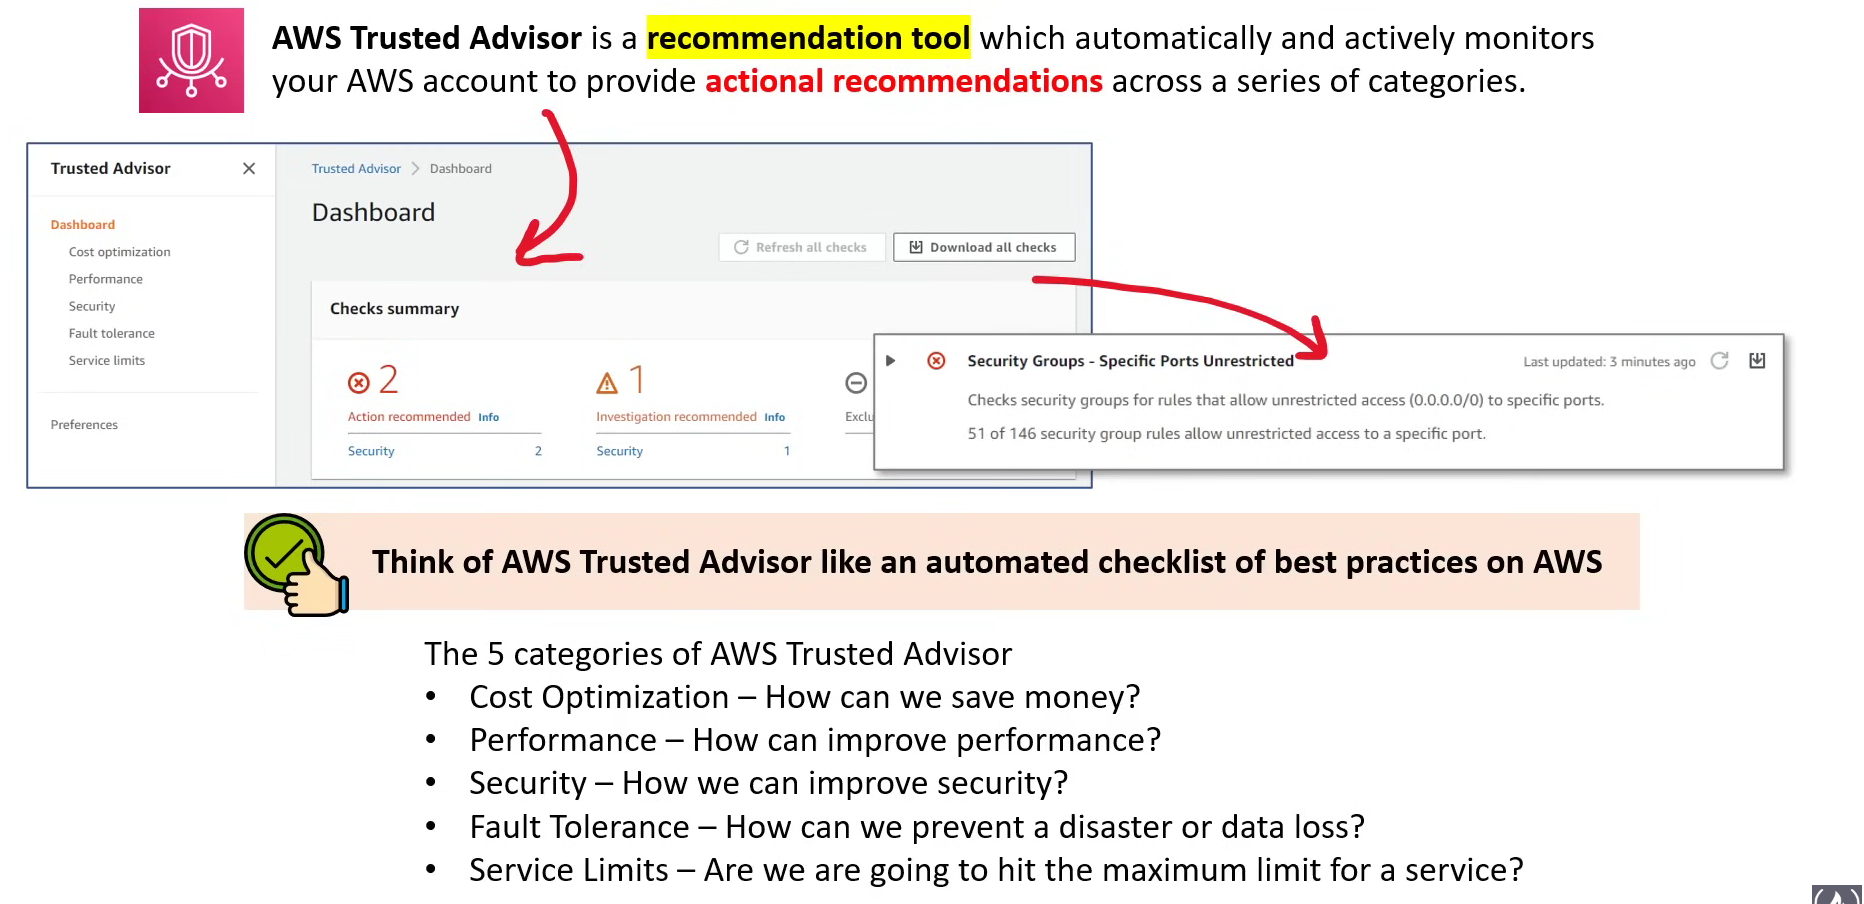 AWS Trusted Advisor is a recommendation tool which automatically and actively monitors
your AWS account to provide actional recommendations across a series of categories.
Trusted Advisor
Dashboard
Cost optimization
Performance
Security
Fault tolerance
Service limits
Preferences
Trusted Advisor > Dashboard
Dashboard
Refresh all checks
Download all checks
Checks summary
2
Action recommended Info
Security 2
1
Investigation recommended Info
Security 1
Exclu
Security Groups - Specific Ports Unrestricted
Last updated: 3 minutes ago
Checks security groups for rules that allow unrestricted access (0.0.0.0/0) to specific ports.
51 of 146 security group rules allow unrestricted access to a specific port.
Think of AWS Trusted Advisor like an automated checklist of best practices on AWS
The 5 categories of AWS Trusted Advisor
• Cost Optimization – How can we save money?
• Performance – How can improve performance?
• Security – How we can improve security?
• Fault Tolerance – How can we prevent a disaster or data loss?
• Service Limits – Are we are going to hit the maximum limit for a service?